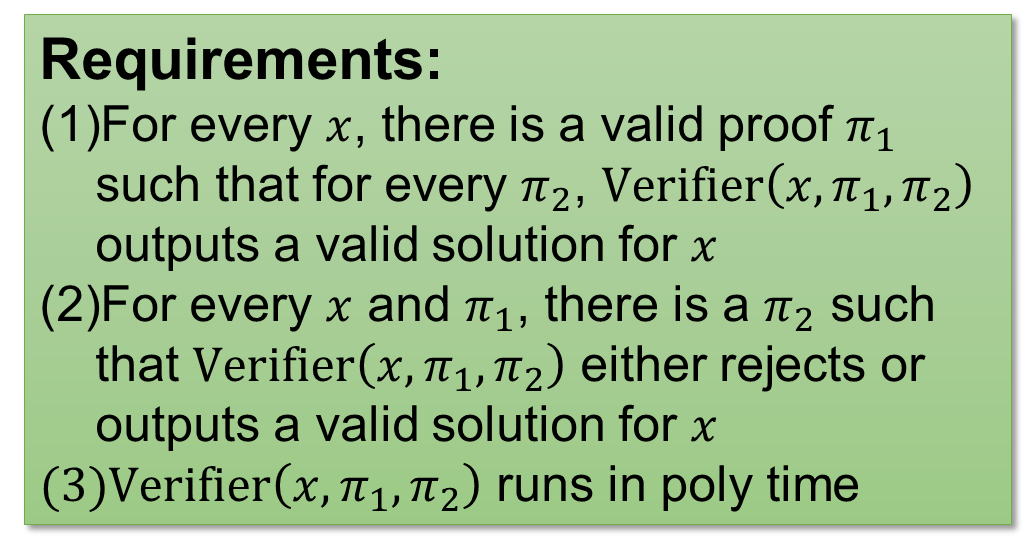 Requirements:
(1)For every 𝑥, there is a valid proof 𝜋₁
such that for every 𝜋₂, Verifier(𝑥, 𝜋₁, 𝜋₂)
outputs a valid solution for 𝑥
(2)For every 𝑥 and 𝜋₁, there is a 𝜋₂ such
that Verifier(𝑥, 𝜋₁, 𝜋₂) either rejects or
outputs a valid solution for 𝑥
(3)Verifier(𝑥, 𝜋₁, 𝜋₂) runs in poly time